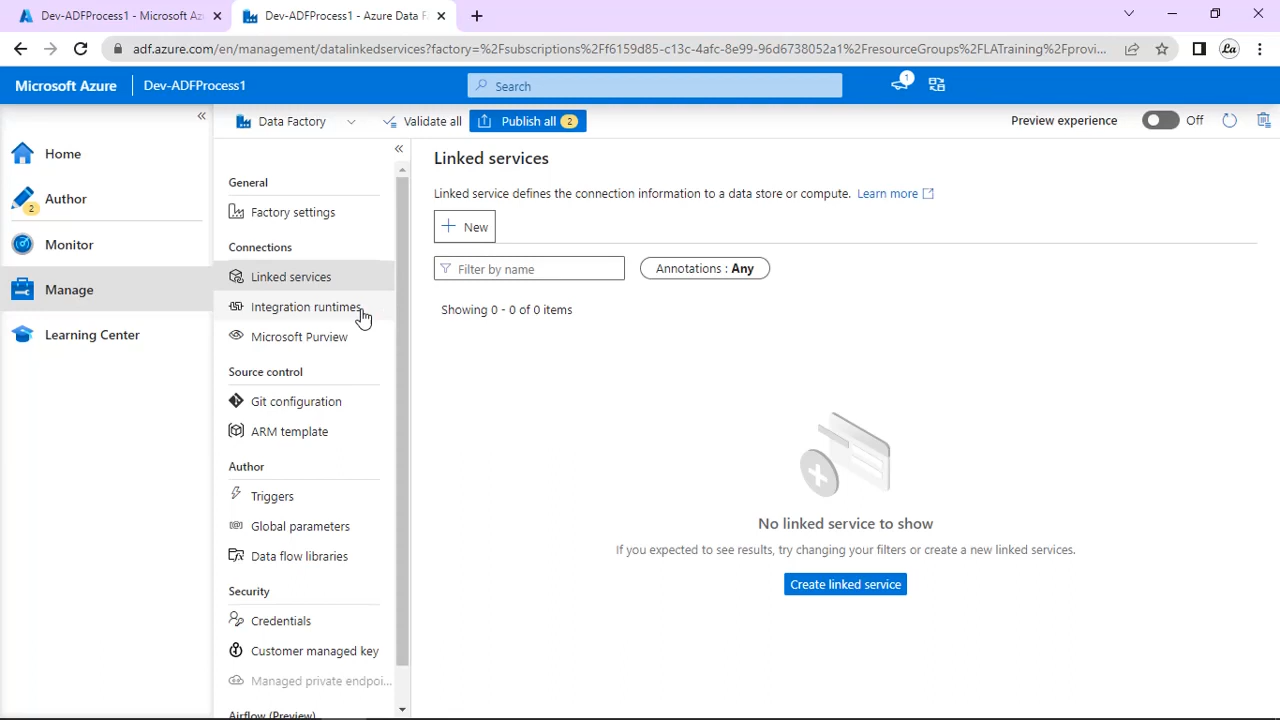 Dev-ADFProcess1 - Microsoft Az
Dev-ADFProcess1 - Azure Data F
adf.azure.com/en/management/datalinkedservices?factory=%2Fsubscriptions%2Ff6159d85-c13c-4afc-8e99-96d6738052a1%2FresourceGroups%2FLATraining%2Fprovi...
La
Microsoft Azure
Dev-ADFProcess1
Search
1
Data Factory
Validate all
Publish all 2
Preview experience
Off
Home
Author
2
Monitor
Manage
Learning Center
General
Factory settings
Connections
Linked services
Integration runtimes
Microsoft Purview
Source control
Git configuration
ARM template
Author
Triggers
Global parameters
Data flow libraries
Security
Credentials
Customer managed key
Managed private endpoi...
Airflow (Preview)
Linked services
Linked service defines the connection information to a data store or compute. Learn more
New
Filter by name
Annotations : Any
Showing 0 - 0 of 0 items
No linked service to show
If you expected to see results, try changing your filters or create a new linked services.
Create linked service